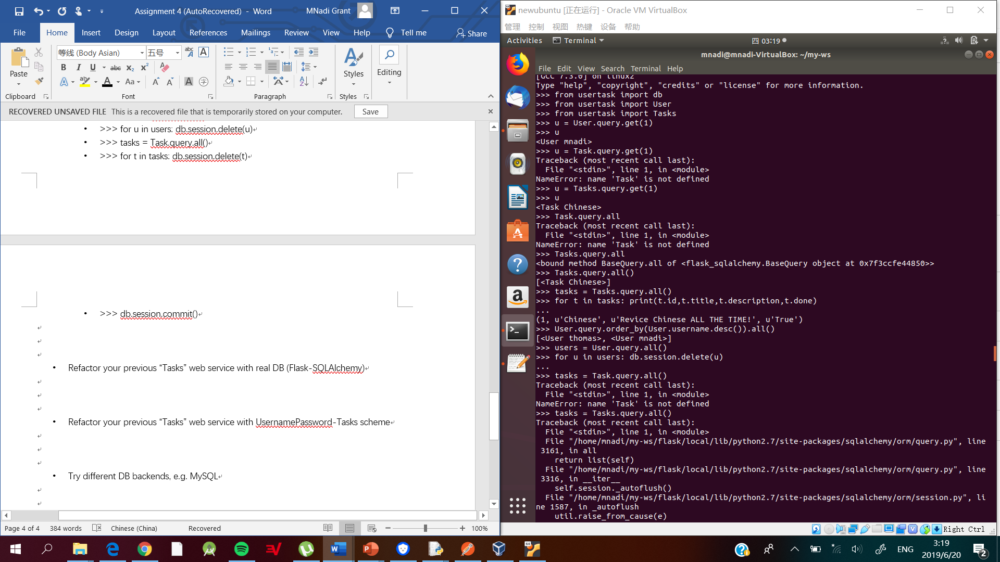 Assignment 4 (AutoRecovered) - Word
MNadi Grant
File Home Insert Design Layout References Mailings Review View Help Tell me Share
等线 (Body Asian) 五号
Paste
Styles
Editing
Clipboard Font Paragraph Styles
RECOVERED UNSAVED FILE This is a recovered file that is temporarily stored on your computer. Save
• >>> for u in users: db.session.delete(u)
• >>> tasks = Task.query.all()
• >>> for t in tasks: db.session.delete(t)
• >>> db.session.commit()
• Refactor your previous “Tasks” web service with real DB (Flask-SQLAlchemy)
• Refactor your previous “Tasks” web service with UsernamePassword-Tasks scheme
• Try different DB backends, e.g. MySQL
Page 4 of 4 384 words Chinese (China) Recovered 100%
newubuntu [正在运行] - Oracle VM VirtualBox
管理 控制 视图 热键 设备 帮助
Activities Terminal 四 03:19
mnadi@mnadi-VirtualBox: ~/my-ws
File Edit View Search Terminal Help
[GCC 7.3.0] on linux2
Type "help", "copyright", "credits" or "license" for more information.
>>> from usertask import db
>>> from usertask import User
>>> from usertask import Tasks
>>> u = User.query.get(1)
>>> u
<User mnadi>
>>> u = Task.query.get(1)
Traceback (most recent call last):
File "<stdin>", line 1, in <module>
NameError: name 'Task' is not defined
>>> u = Tasks.query.get(1)
>>> u
<Task Chinese>
>>> Task.query.all
Traceback (most recent call last):
File "<stdin>", line 1, in <module>
NameError: name 'Task' is not defined
>>> Tasks.query.all
<bound method BaseQuery.all of <flask_sqlalchemy.BaseQuery object at 0x7f3ccfe44850>>
>>> Tasks.query.all()
[<Task Chinese>]
>>> tasks = Tasks.query.all()
>>> for t in tasks: print(t.id,t.title,t.description,t.done)
...
(1, u'Chinese', u'Revice Chinese ALL THE TIME!', u'True')
>>> User.query.order_by(User.username.desc()).all()
[<User thomas>, <User mnadi>]
>>> users = User.query.all()
>>> for u in users: db.session.delete(u)
...
>>> tasks = Task.query.all()
Traceback (most recent call last):
File "<stdin>", line 1, in <module>
NameError: name 'Task' is not defined
>>> tasks = Tasks.query.all()
Traceback (most recent call last):
File "<stdin>", line 1, in <module>
File "/home/mnadi/my-ws/flask/local/lib/python2.7/site-packages/sqlalchemy/orm/query.py", line
3161, in all
return list(self)
File "/home/mnadi/my-ws/flask/local/lib/python2.7/site-packages/sqlalchemy/orm/query.py", line
3316, in __iter__
self.session._autoflush()
File "/home/mnadi/my-ws/flask/local/lib/python2.7/site-packages/sqlalchemy/orm/session.py", li
ne 1587, in _autoflush
util.raise_from_cause(e)
Right Ctrl
ENG
3:19
2019/6/20
2